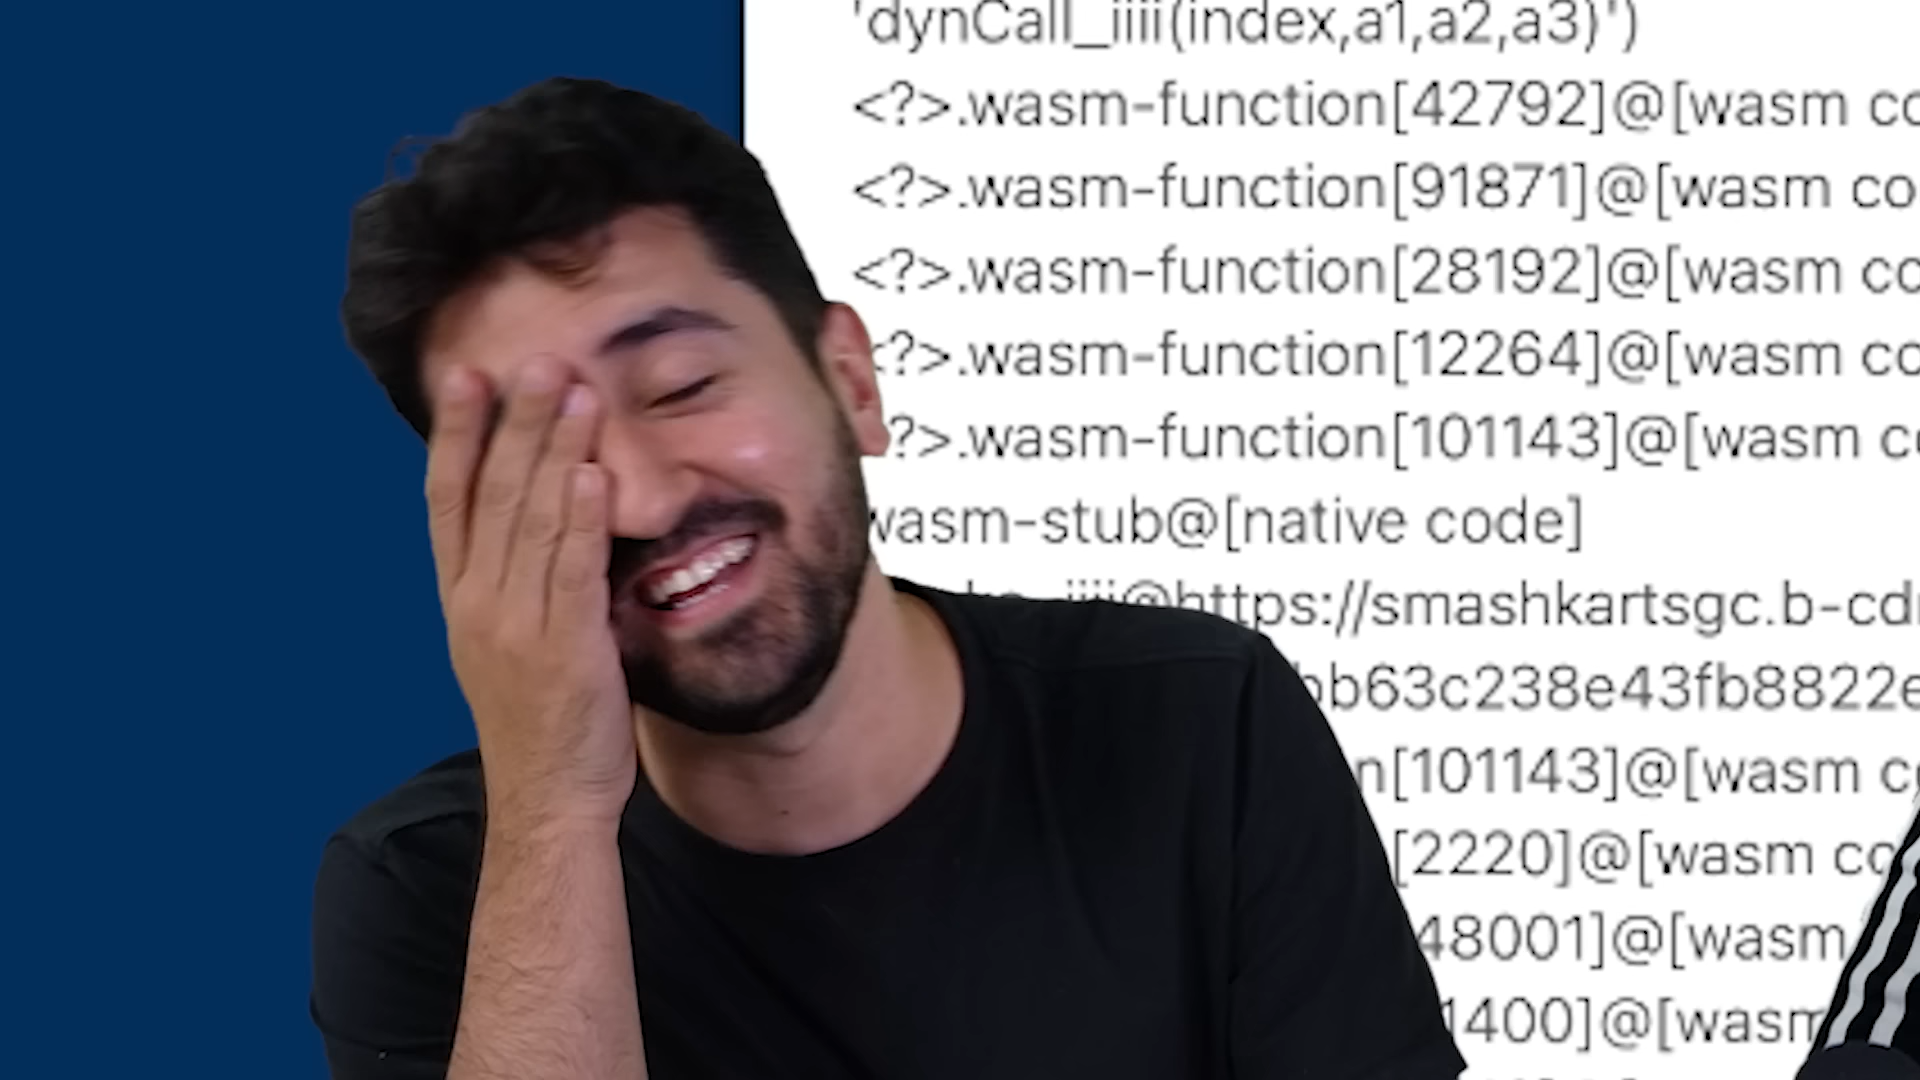 'dynCall_iiii(index,a1,a2,a3)')
<?>.wasm-function[42792]@[wasm co
<?>.wasm-function[91871]@[wasm co
<?>.wasm-function[28192]@[wasm co
<?>.wasm-function[12264]@[wasm co
?>.wasm-function[101143]@[wasm co
wasm-stub@[native code]
iiii@https://smashkartsgc.b-cd
bb63c238e43fb8822e
n[101143]@[wasm c
[2220]@[wasm co
48001]@[wasm
1400]@[wasm